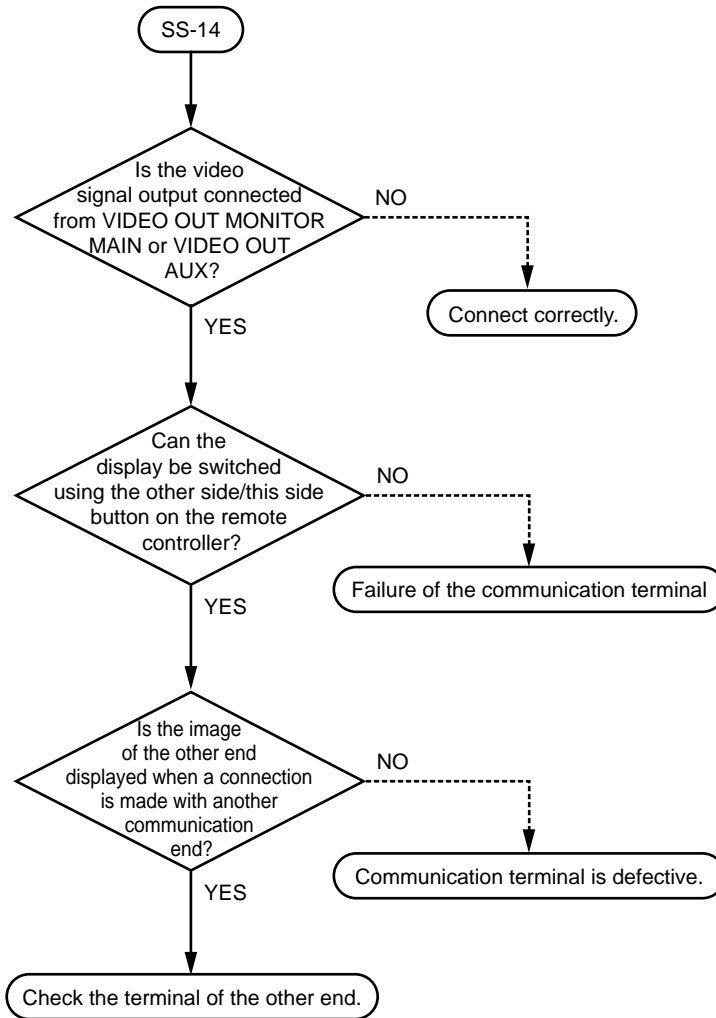 SS-14
Is the video
signal output connected
from VIDEO OUT MONITOR
MAIN or VIDEO OUT
AUX?
NO
Connect correctly.
YES
Can the
display be switched
using the other side/this side
button on the remote
controller?
NO
Failure of the communication terminal
YES
Is the image
of the other end
displayed when a connection
is made with another
communication
end?
NO
Communication terminal is defective.
YES
Check the terminal of the other end.